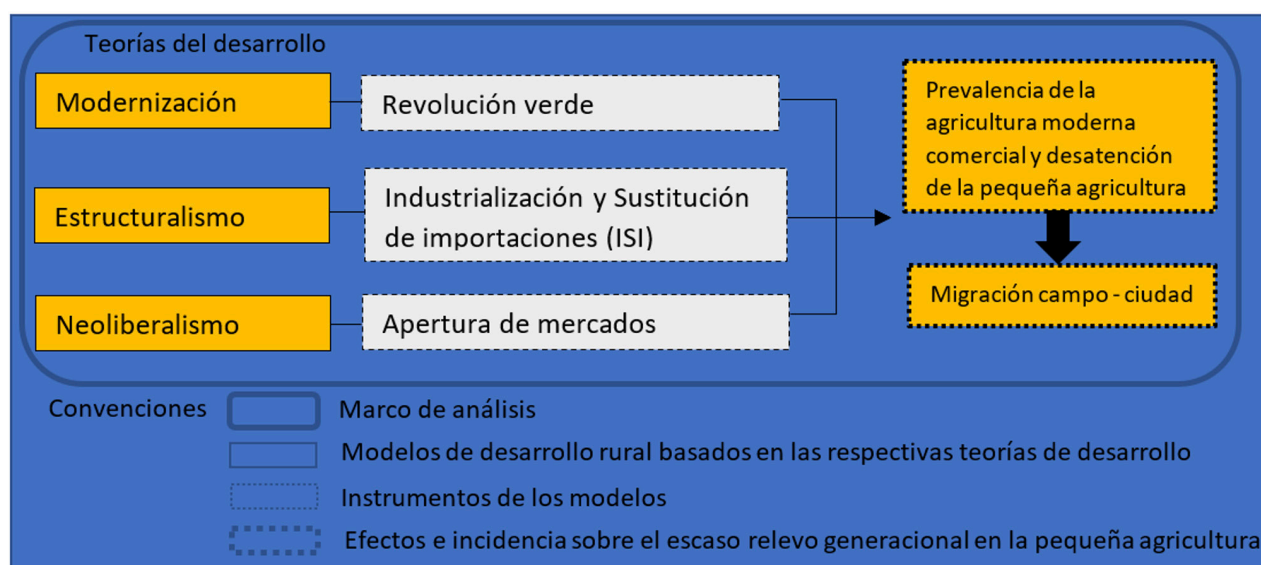 Teorías del desarrollo
Modernización
Revolución verde
Prevalencia de la
agricultura moderna
comercial y desatención
de la pequeña agricultura
Estructuralismo
Industrialización y Sustitución
de importaciones (ISI)
Migración campo - ciudad
Neoliberalismo
Apertura de mercados
Convenciones
Marco de análisis
Modelos de desarrollo rural basados en las respectivas teorías de desarrollo
Instrumentos de los modelos
Efectos e incidencia sobre el escaso relevo generacional en la pequeña agricultura